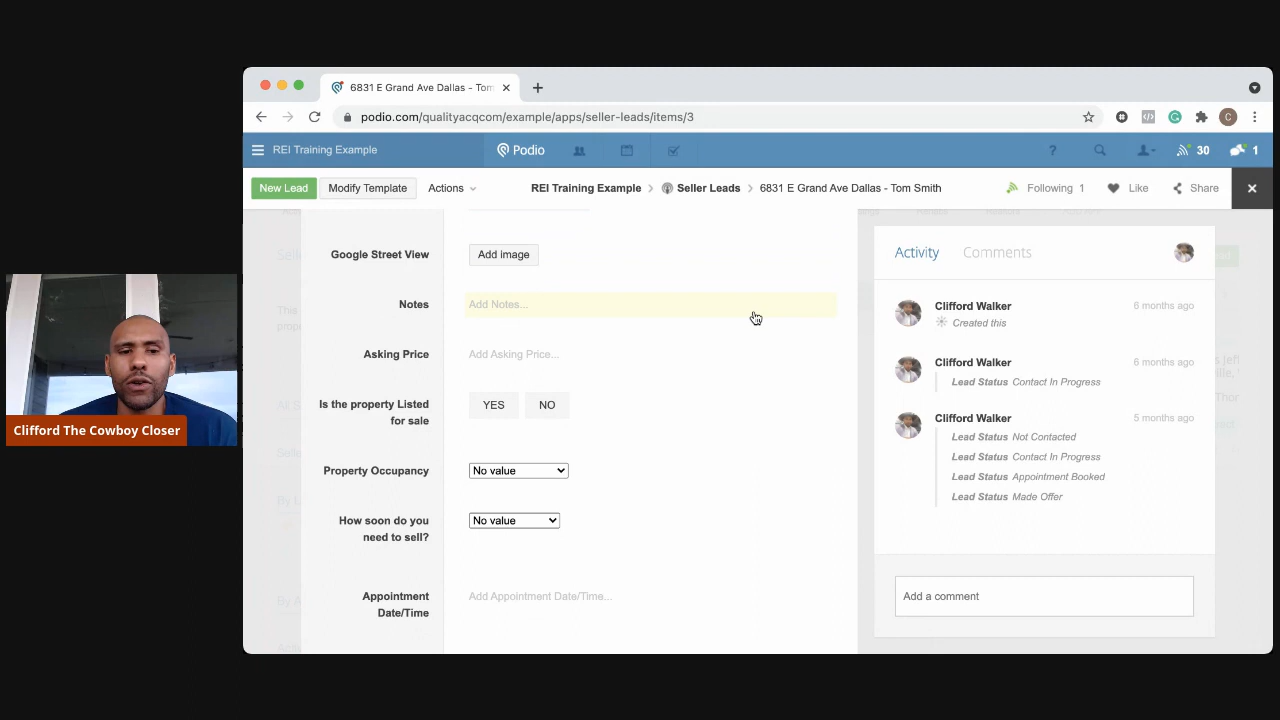 6831 E Grand Ave Dallas - Tom
podio.com/qualityacqcom/example/apps/seller-leads/items/3
C
REI Training Example
Podio
?
30
1
New Lead
Modify Template
Actions
REI Training Example
Seller Leads
6831 E Grand Ave Dallas - Tom Smith
Following 1
Like
Share
Google Street View
Add image
Notes
Add Notes...
Asking Price
Add Asking Price...
Is the property Listed
for sale
YES
NO
Property Occupancy
No value
How soon do you
need to sell?
No value
Appointment
Date/Time
Add Appointment Date/Time...
Activity
Comments
Clifford Walker
6 months ago
Created this
Clifford Walker
6 months ago
Lead Status Contact In Progress
Clifford Walker
5 months ago
Lead Status Not Contacted
Lead Status Contact In Progress
Lead Status Appointment Booked
Lead Status Made Offer
Add a comment
Clifford The Cowboy Closer